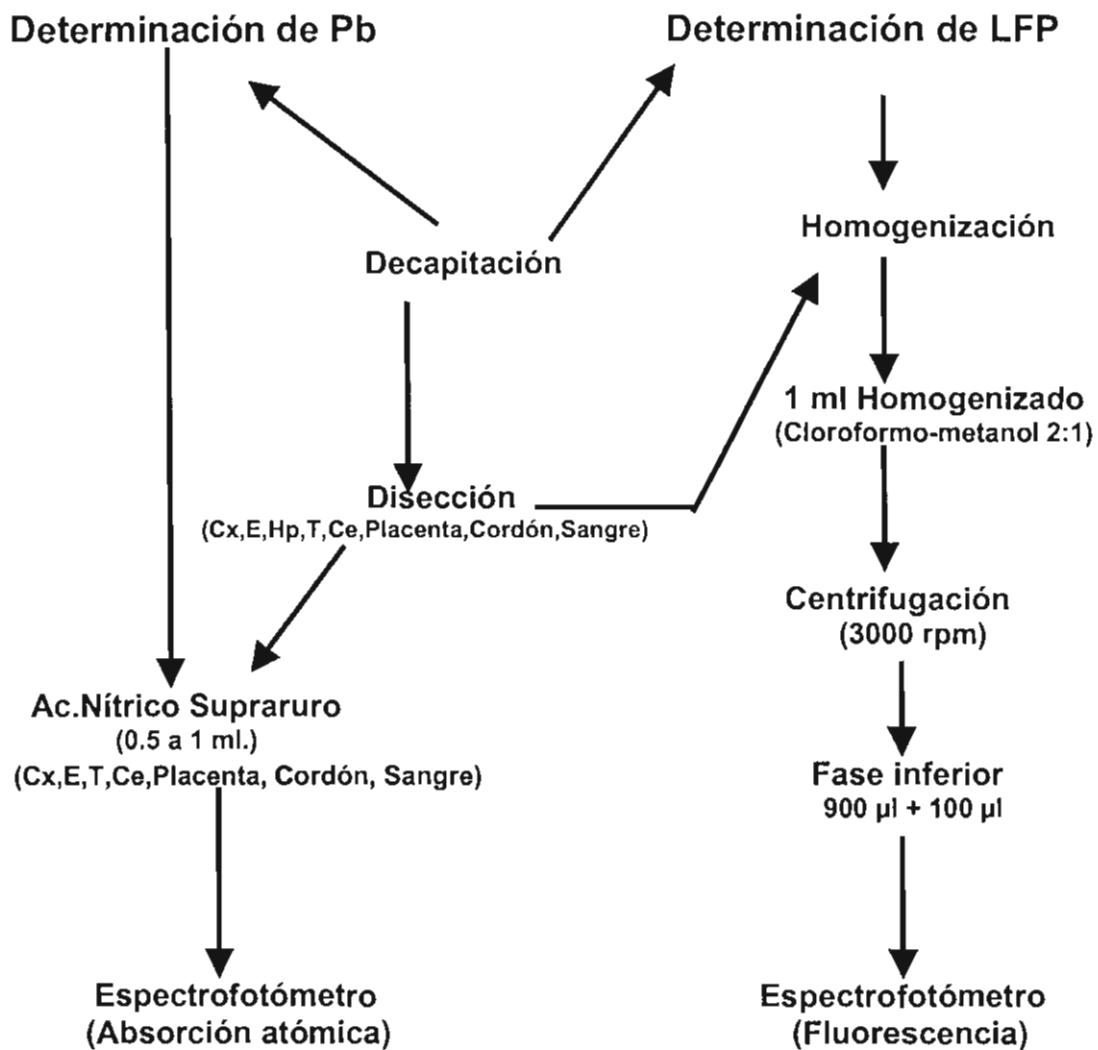 Determinación de Pb
Determinación de LFP
Decapitación
Homogenización
1 ml Homogenizado
(Cloroformo-metanol 2:1)
Disección
(Cx,E,Hp,T,Ce,Placenta,Cordón,Sangre)
Centrifugación
(3000 rpm)
Ac.Nítrico Supraruro
(0.5 a 1 ml.)
(Cx,E,T,Ce,Placenta, Cordón, Sangre)
Fase inferior
900 µl + 100 µl
Espectrofotómetro
(Absorción atómica)
Espectrofotómetro
(Fluorescencia)